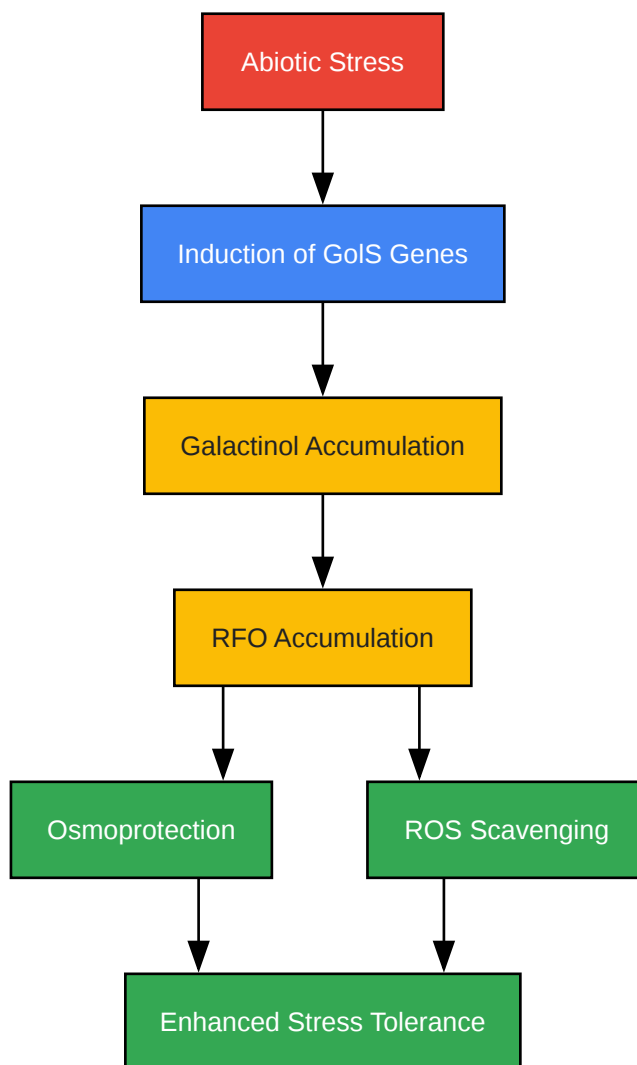 Abiotic Stress
Induction of GolS Genes
Galactinol Accumulation
RFO Accumulation
Osmoprotection
ROS Scavenging
Enhanced Stress Tolerance